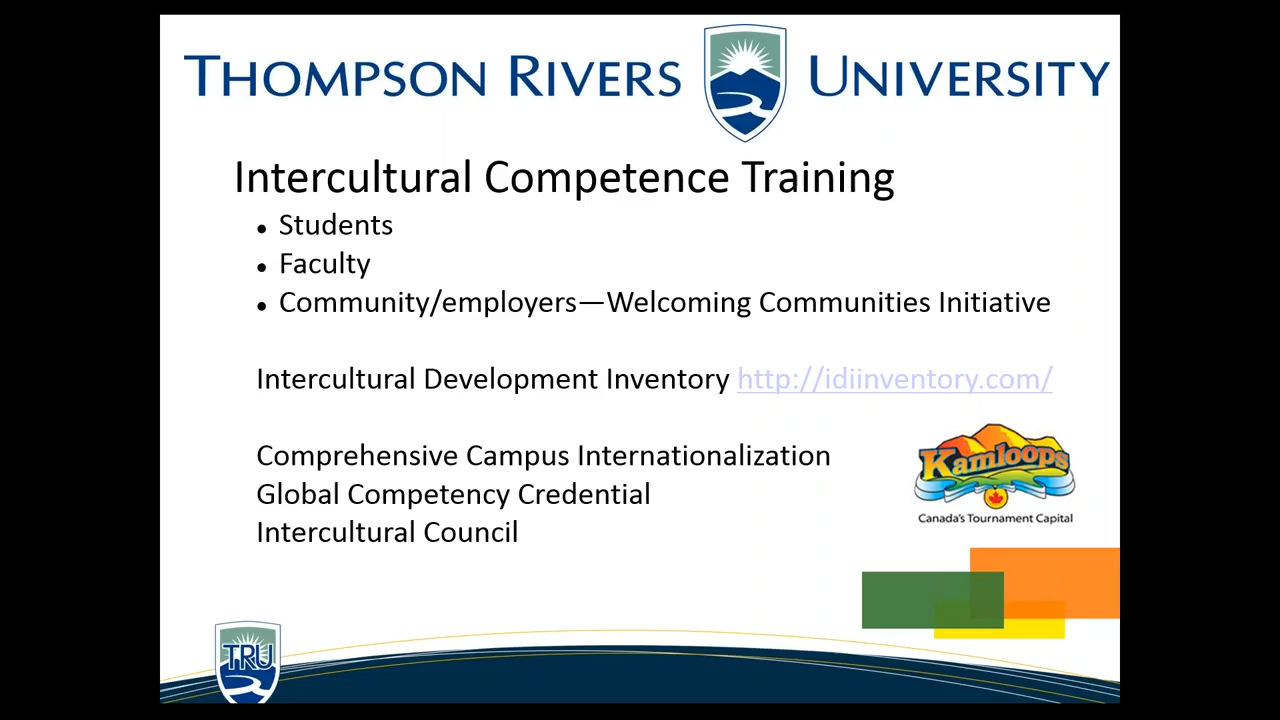 THOMPSON RIVERS UNIVERSITY
Intercultural Competence Training
• Students
• Faculty
• Community/employers—Welcoming Communities Initiative
Intercultural Development Inventory http://idiinventory.com/
Comprehensive Campus Internationalization
Global Competency Credential
Intercultural Council
Kamloops
Canada's Tournament Capital
TRU